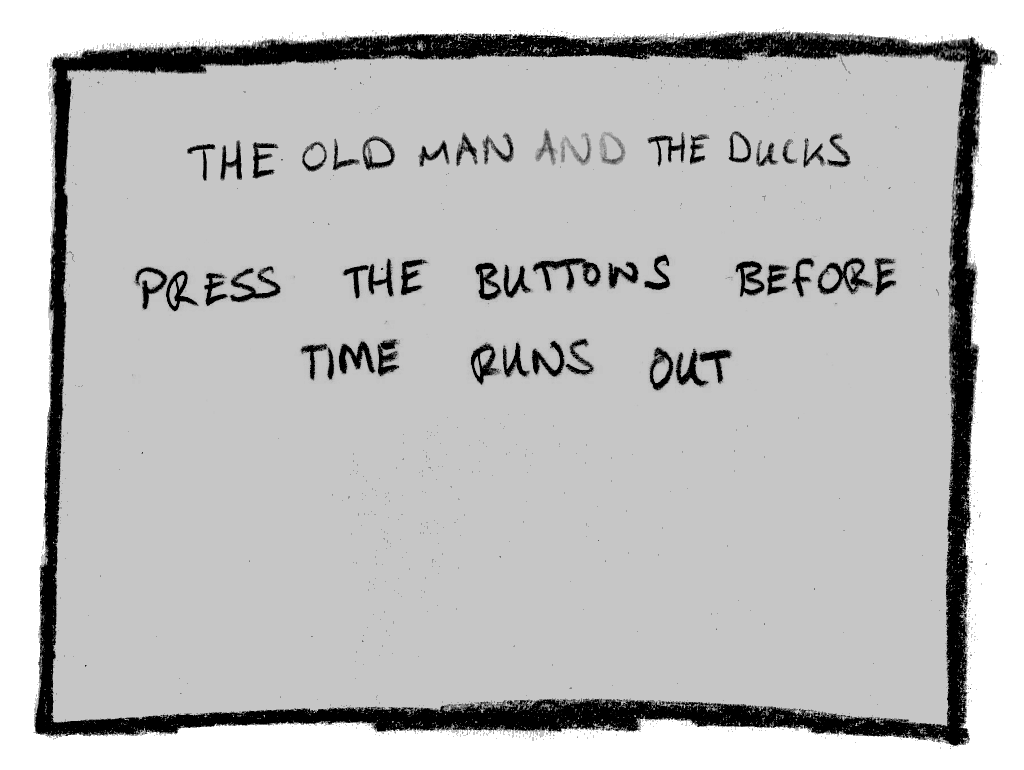 THE OLD MAN AND THE DUCKS
PRESS THE BUTTONS BEFORE
TIME RUNS OUT